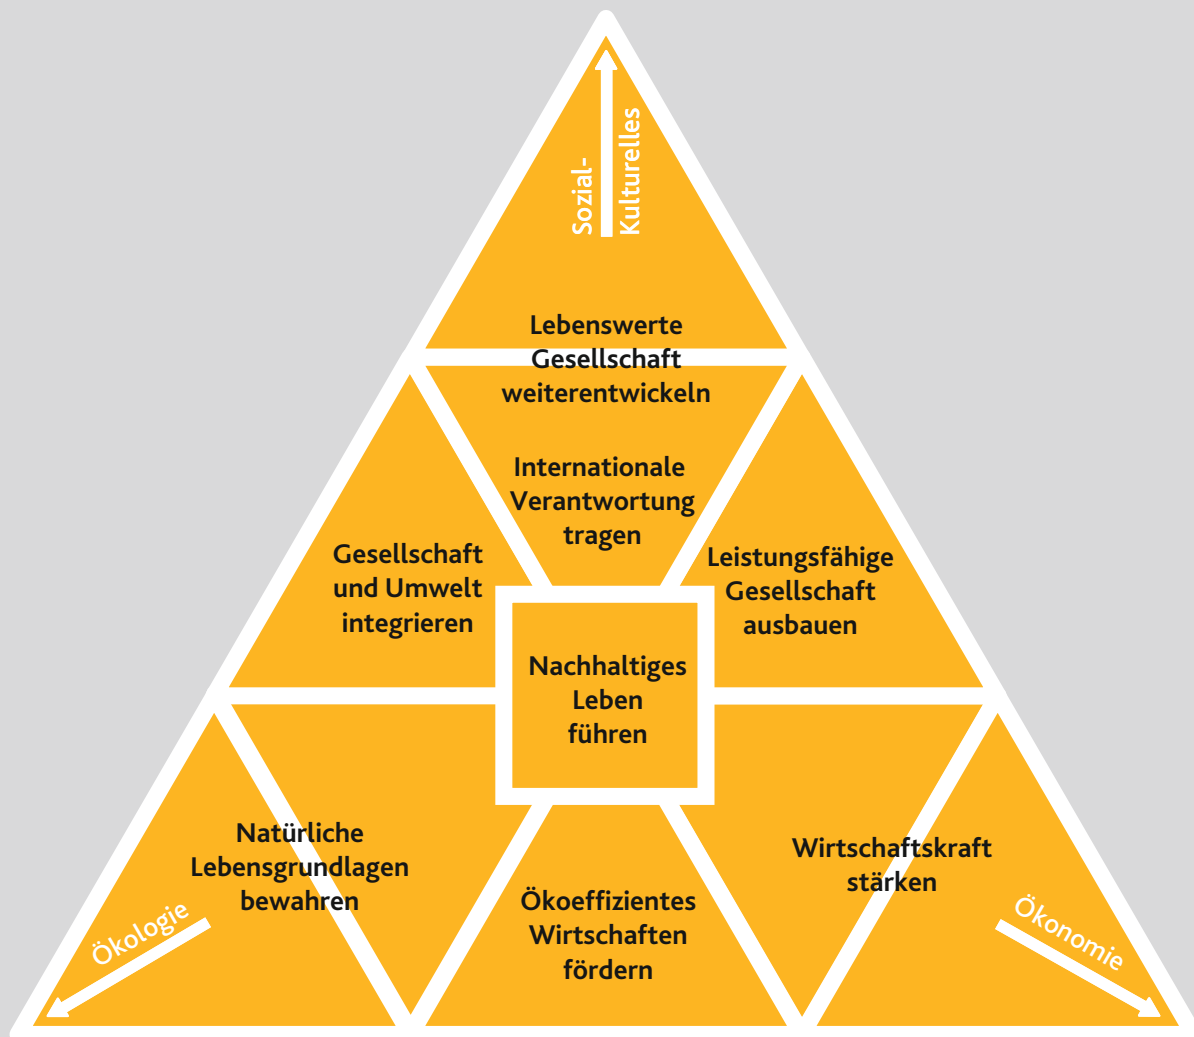 Sozial-
Kulturelles
Lebenswerte
Gesellschaft
weiterentwickeln
Internationale
Verantwortung
tragen
Gesellschaft
und Umwelt
integrieren
Leistungsfähige
Gesellschaft
ausbauen
Nachhaltiges
Leben
führen
Natürliche
Lebensgrundlagen
bewahren
Wirtschaftskraft
stärken
Ökoeffizientes
Wirtschaften
fördern
Ökologie
Ökonomie